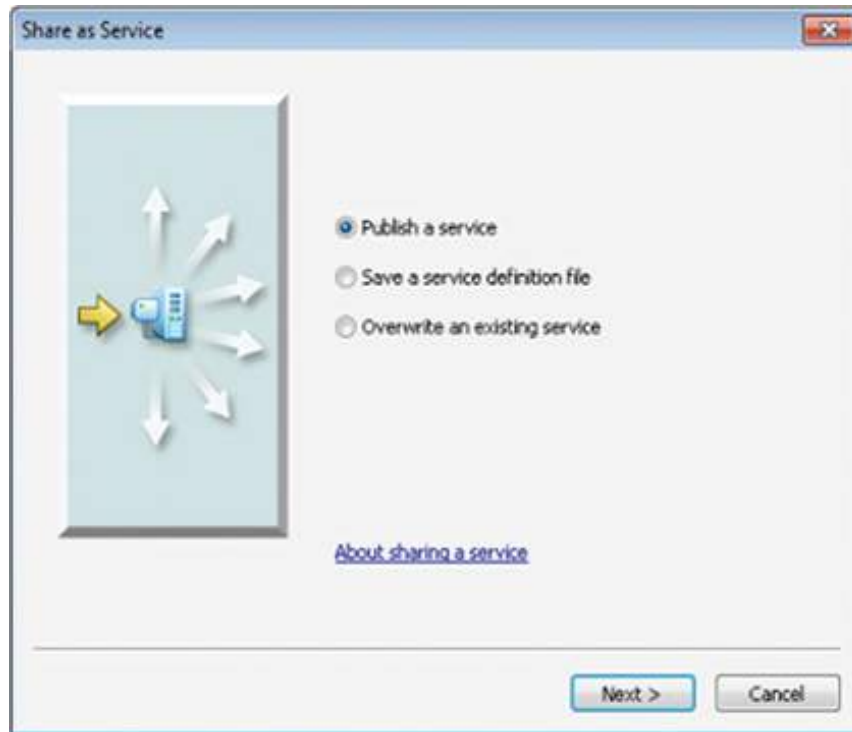 Share as Service
Publish a service
Save a service definition file
Overwrite an existing service
About sharing a service
Next >
Cancel